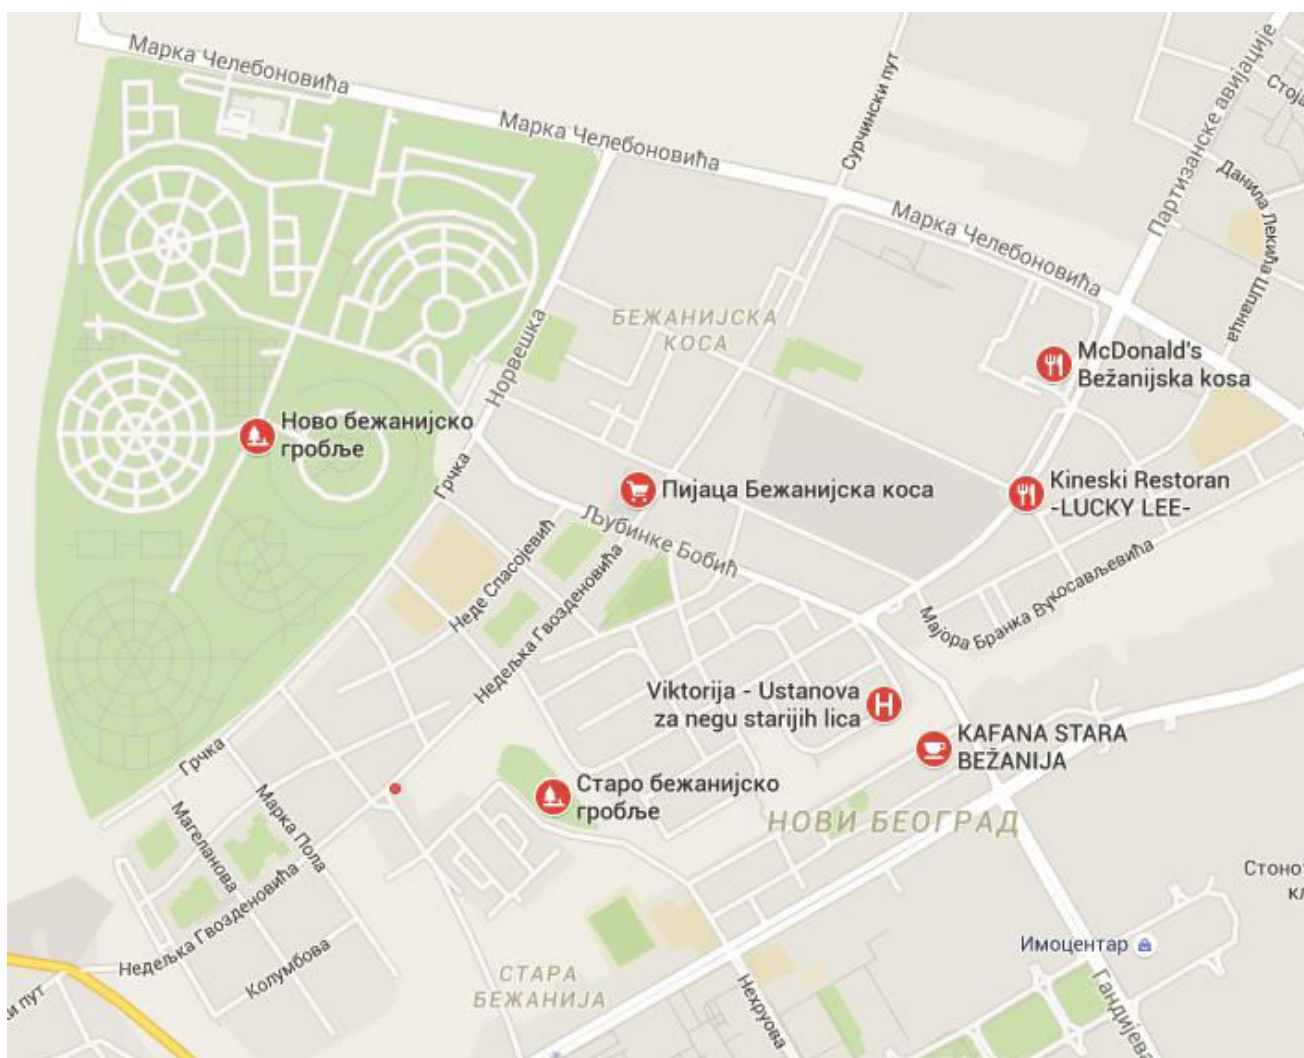 Марка Челебоновића
Марка Челебоновића
Сурчински пут
Партизанске авијације
Данила Лекића Шпанца
Марка Челебоновића
БЕЖАНИЈСКА
КОСА
Норвешка
McDonald's
Bežanijska kosa
Ново бежанијско
гробље
Грчка
Пијаца Бежанијска коса
Kineski Restoran
-LUCKY LEE-
Љубинке Бобић
Неде Спасојевић
Недељка Гвозденовића
Мајора Бранка Вукосављевића
Viktorija - Ustanova
za negu starijih lica
KAFANA STARA
BEŽANIJA
Грчка
Марка Пола
Магеланова
Старо бежанијско
гробље
НОВИ БЕОГРАД
Недељка Гвозденовића
Колумбова
СТАРА
БЕЖАНИЈА
Имоцентар
Нехруова
Гандијева
пут